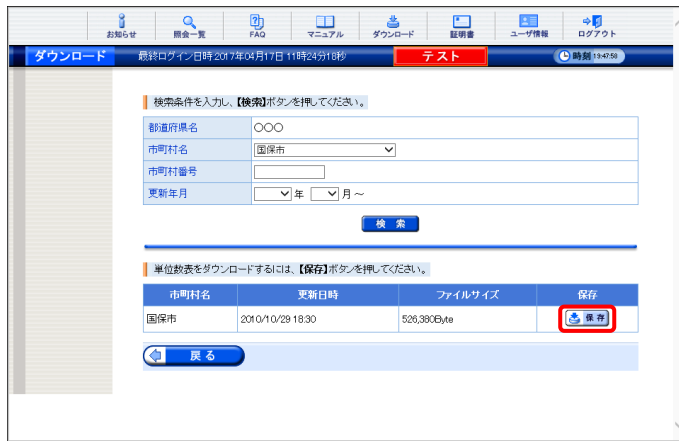 お知らせ 照会一覧 FAQ マニュアル ダウンロード 証明書 ユーザ情報 ログアウト
ダウンロード 最終ログイン日時 2017年04月17日 11時24分18秒 テスト 時刻 19:47:58
検索条件を入力し、【検索】ボタンを押してください。
都道府県名 ○○○
市町村名 国保市
市町村番号
更新年月 年 月～
検 索
単位数表をダウンロードするには、【保存】ボタンを押してください。
市町村名 更新日時 ファイルサイズ 保存
国保市 2010/10/29 18:30 526,380Byte 保存
戻る